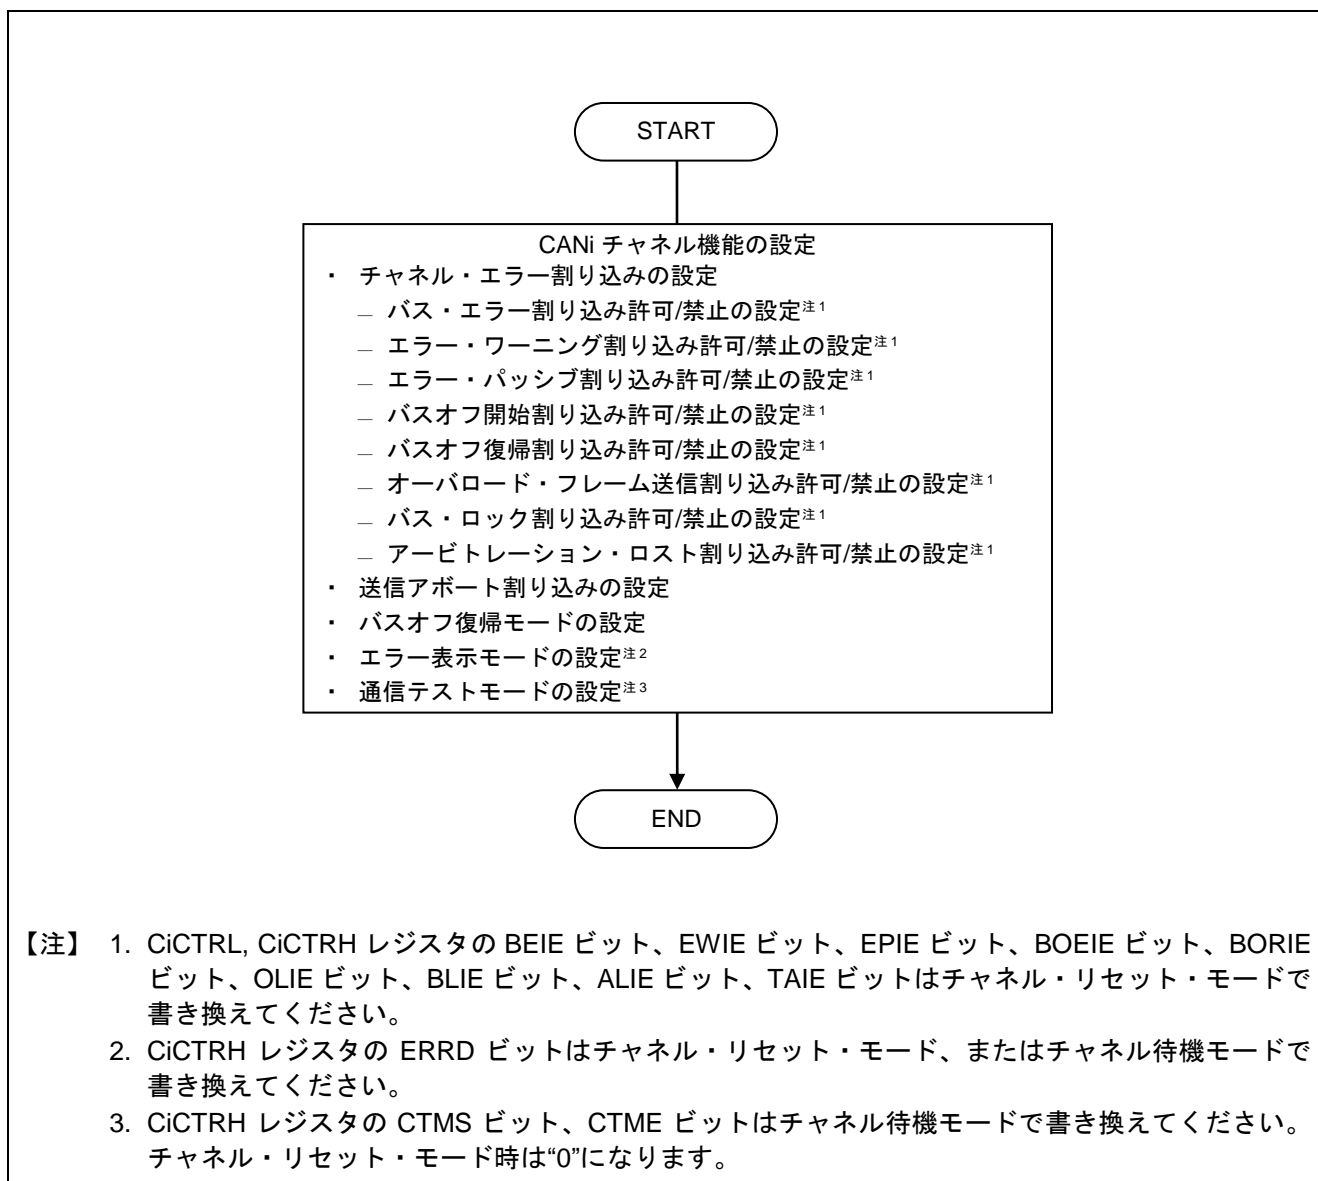 START
CANi チャネル機能の設定
・ チャネル・エラー割り込みの設定
― バス・エラー割り込み許可/禁止の設定注1
― エラー・ワーニング割り込み許可/禁止の設定注1
― エラー・パッシブ割り込み許可/禁止の設定注1
― バスオフ開始割り込み許可/禁止の設定注1
― バスオフ復帰割り込み許可/禁止の設定注1
― オーバロード・フレーム送信割り込み許可/禁止の設定注1
― バス・ロック割り込み許可/禁止の設定注1
― アービトレーション・ロスト割り込み許可/禁止の設定注1
・ 送信アボート割り込みの設定
・ バスオフ復帰モードの設定
・ エラー表示モードの設定注2
・ 通信テストモードの設定注3
END
【注】 1. CiCTRL, CiCTRH レジスタの BEIE ビット、EWIE ビット、EPIE ビット、BOEIE ビット、BORIE
ビット、OLIE ビット、BLIE ビット、ALIE ビット、TAIE ビットはチャネル・リセット・モードで
書き換えてください。
2. CiCTRH レジスタの ERRD ビットはチャネル・リセット・モード、またはチャネル待機モードで
書き換えてください。
3. CiCTRH レジスタの CTMS ビット、CTME ビットはチャネル待機モードで書き換えてください。
チャネル・リセット・モード時は“0”になります。